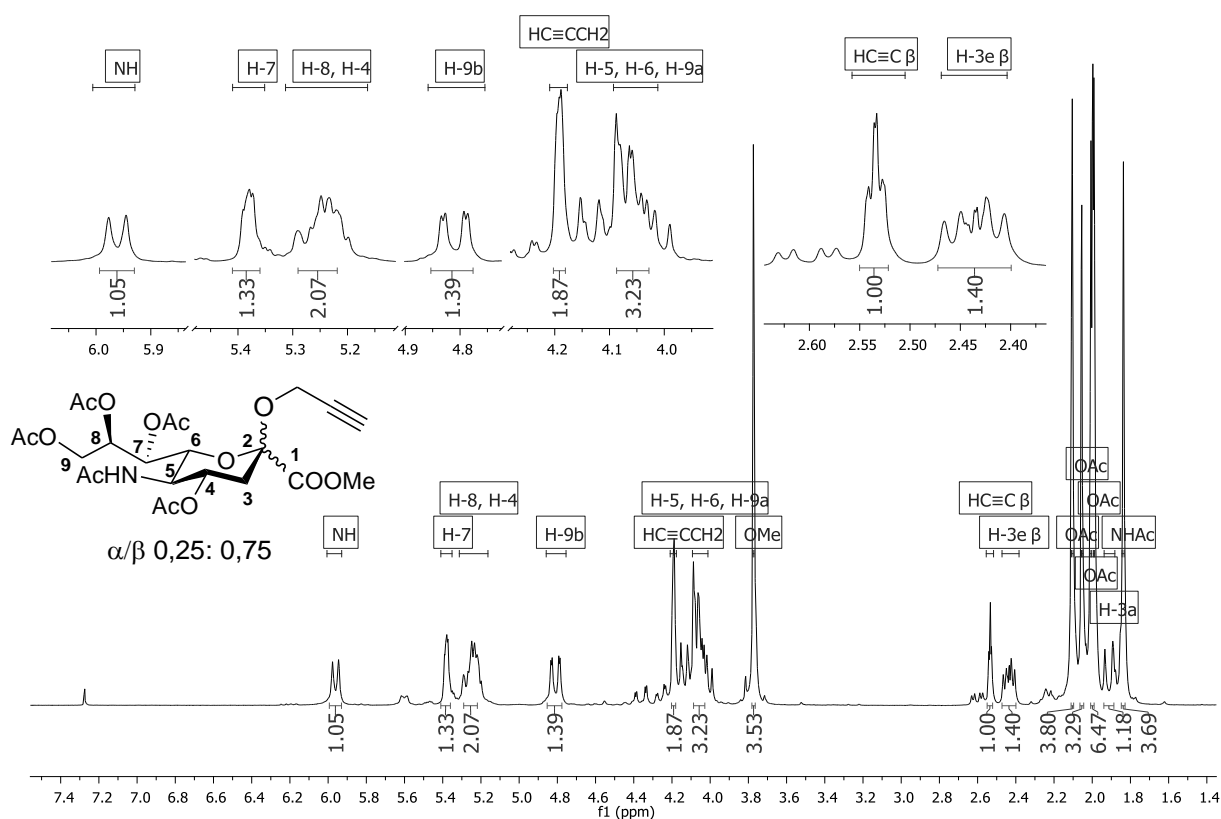 HC≡CCH2
NH
H-7
H-8, H-4
H-9b
H-5, H-6, H-9a
HC≡C β
H-3e β
1.05
1.33
2.07
1.39
1.87
3.23
1.00
1.40
6.0 5.9 5.4 5.3 5.2 4.9 4.8 4.2 4.1 4.0 2.60 2.55 2.50 2.45 2.40
AcO
OAc
AcO
O
AcHN
AcO
O
COOMe
1 2 3 4 5 6 7 8 9
α/β 0,25: 0,75
OAc
H-8, H-4
H-5, H-6, H-9a
HC≡C β
OAc
NH
H-7
H-9b
HC≡CCH2
OMe
H-3e β
OAc
NHAc
OAc
H-3a
1.05
1.33
2.07
1.39
1.87
3.23
3.53
1.00
1.40
3.80
3.29
6.47
1.18
3.69
7.4 7.2 7.0 6.8 6.6 6.4 6.2 6.0 5.8 5.6 5.4 5.2 5.0 4.8 4.6 4.4 4.2 4.0 3.8 3.6 3.4 3.2 3.0 2.8 2.6 2.4 2.2 2.0 1.8 1.6 1.4
f1 (ppm)